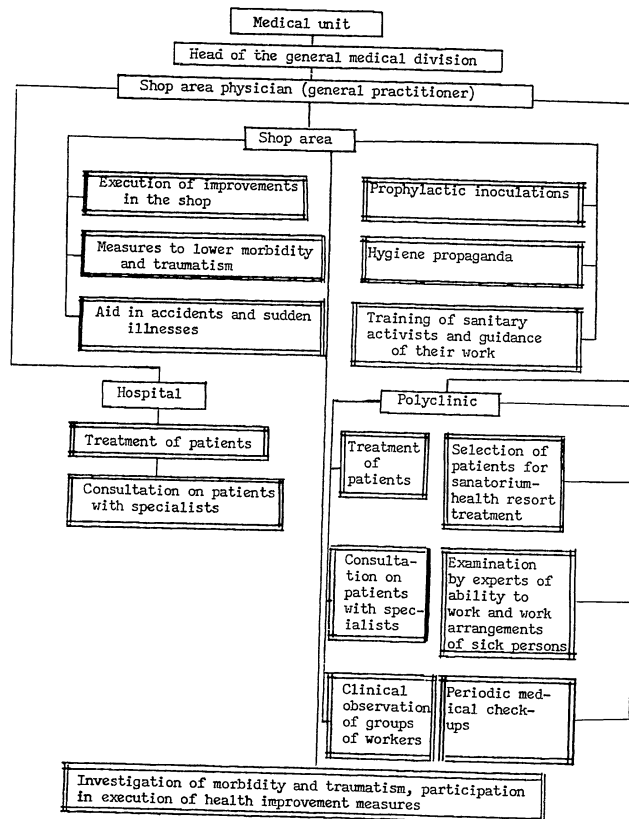 Medical unit
Head of the general medical division
Shop area physician (general practitioner)
Shop area
Execution of improvements
in the shop
Measures to lower morbidity
and traumatism
Aid in accidents and sudden
illnesses
Prophylactic inoculations
Hygiene propaganda
Training of sanitary
activists and guidance
of their work
Hospital
Treatment of patients
Consultation on patients
with specialists
Polyclinic
Treatment
of
patients
Selection of
patients for
sanatorium-
health resort
treatment
Consulta-
tion on
patients
with spec-
ialists
Examination
by experts of
ability to
work and work
arrangements
of sick persons
Clinical
observation
of groups
of workers
Periodic med-
ical check-
ups
Investigation of morbidity and traumatism, participation
in execution of health improvement measures